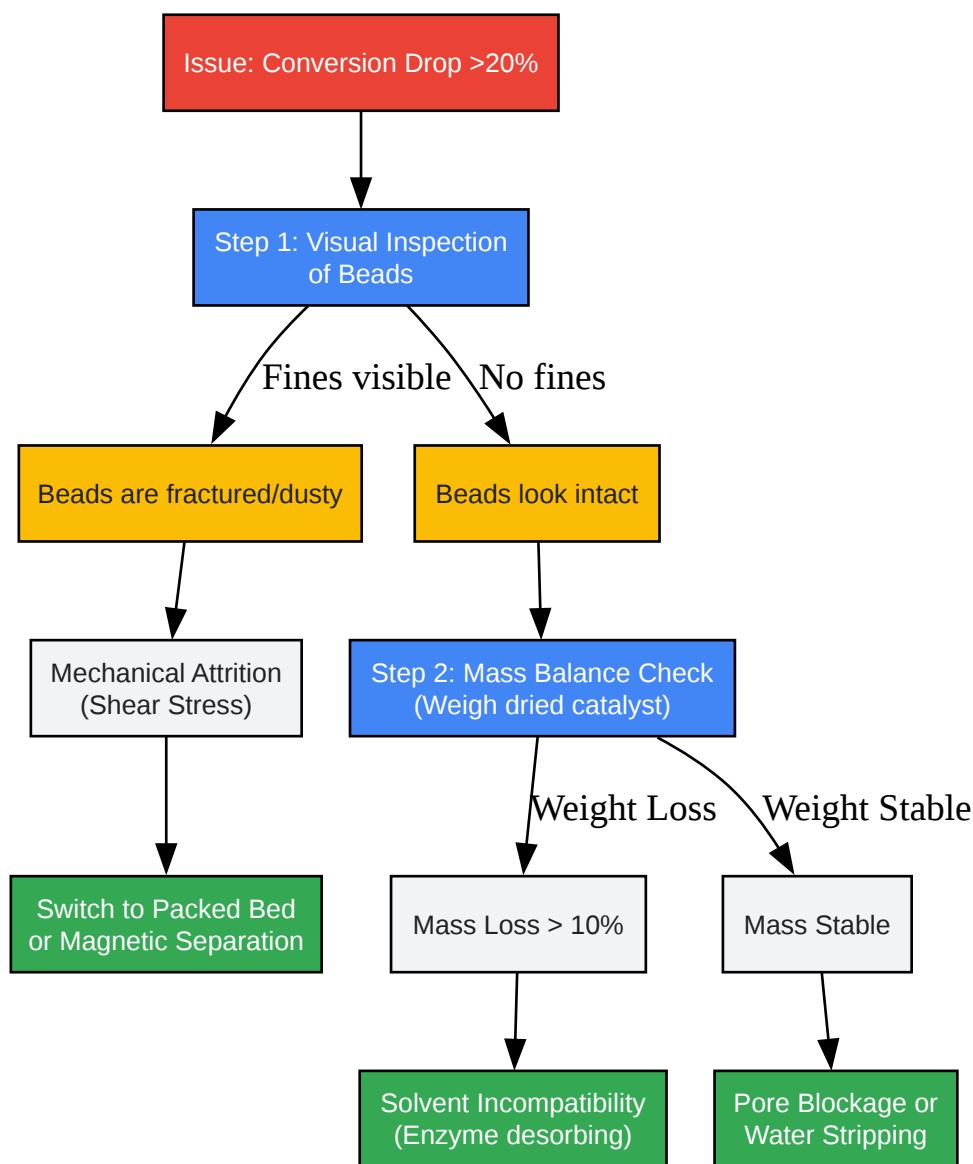 Issue: Conversion Drop >20%
Step 1: Visual Inspection
of Beads
Fines visible
No fines
Beads are fractured/dusty
Beads look intact
Mechanical Attrition
(Shear Stress)
Step 2: Mass Balance Check
(Weigh dried catalyst)
Weight Loss
Weight Stable
Switch to Packed Bed
or Magnetic Separation
Mass Loss > 10%
Mass Stable
Solvent Incompatibility
(Enzyme desorbing)
Pore Blockage or
Water Stripping